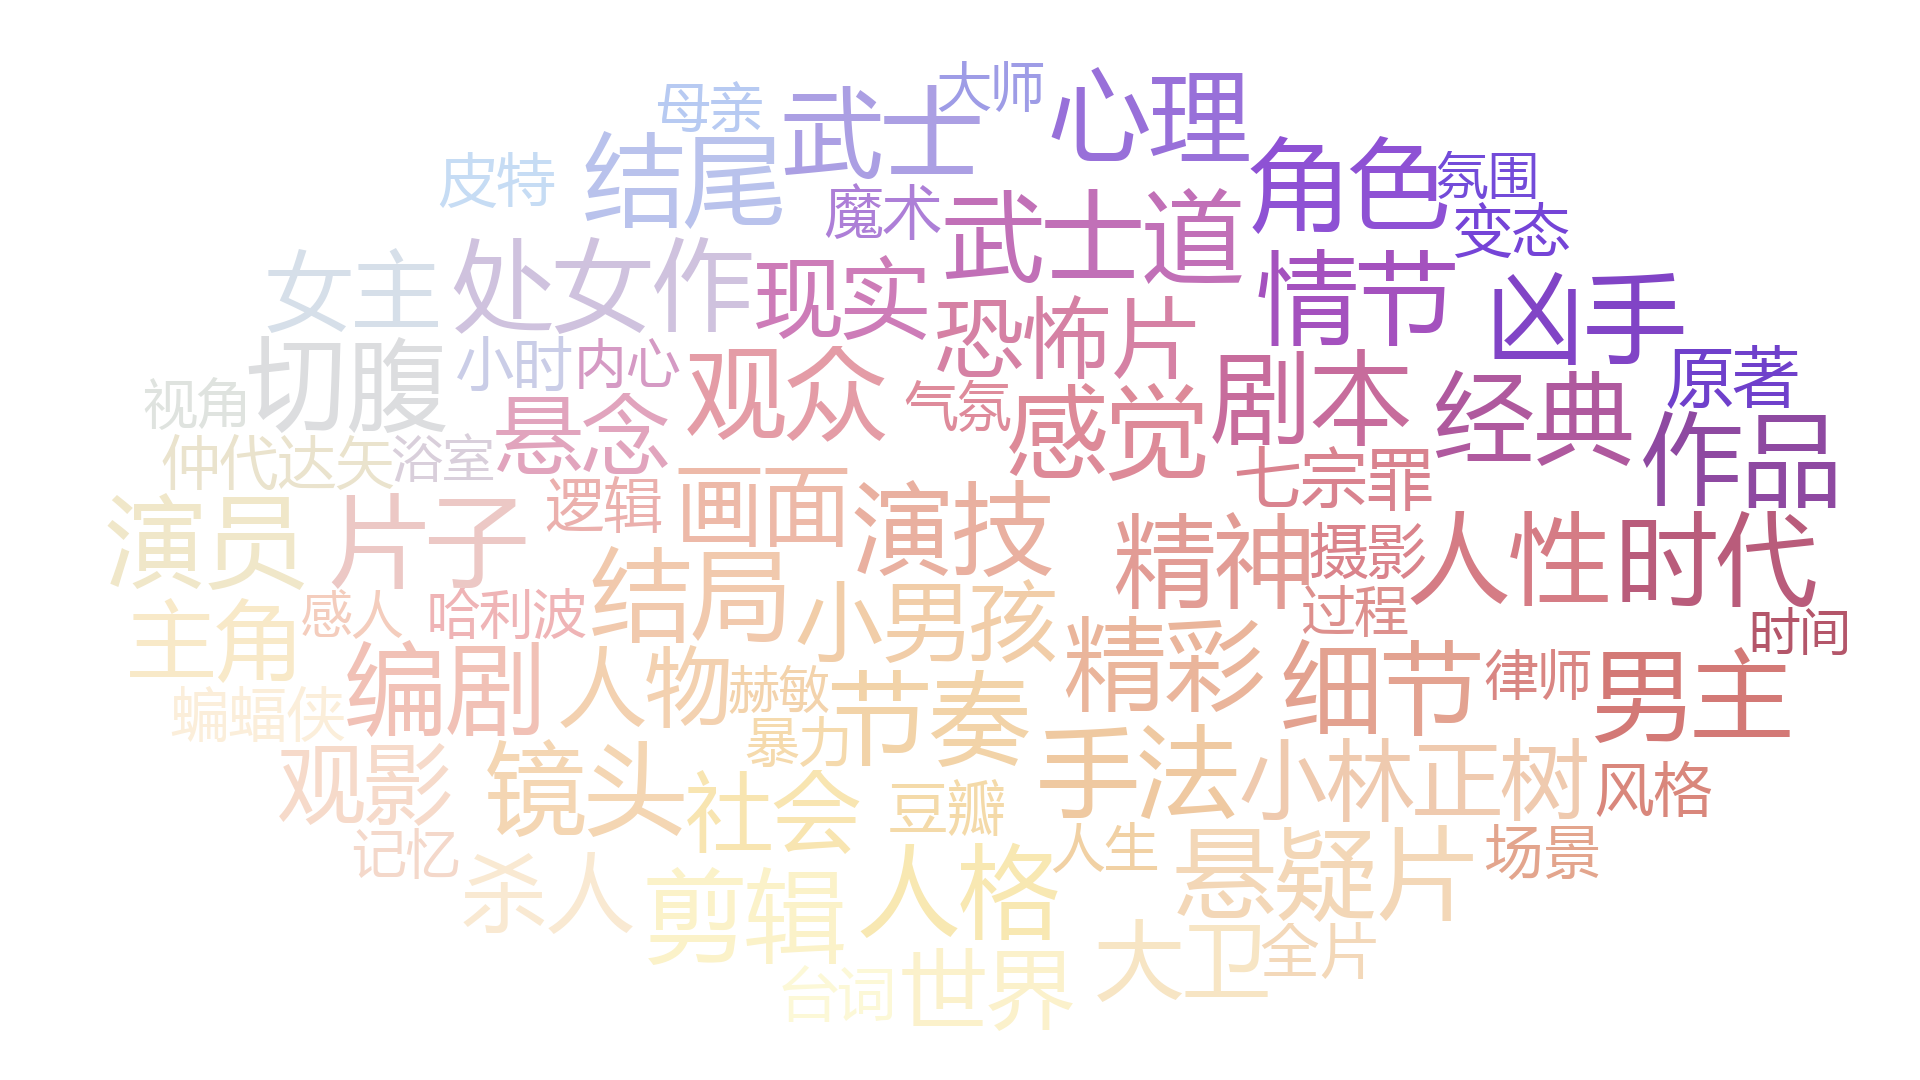 大师
母亲
武士
心理
皮特
结尾
魔术
武士道
角色
氛围
变态
女主
处女作
现实
恐怖片
情节
凶手
切腹
小时
内心
观众
气氛
感觉
剧本
经典
原著
视角
仲代达矢
浴室
悬念
七宗罪
作品
演员
片子
逻辑
画面
演技
精神
摄影
人性
时代
主角
感人
哈利波
结局
小男孩
过程
时间
蝙蝠侠
编剧
人物
赫敏
暴力
节奏
精彩
细节
律师
男主
观影
镜头
社会
豆瓣
手法
小林正树
风格
记忆
杀人
剪辑
人格
人生
悬疑片
场景
台词
世界
大卫
全片